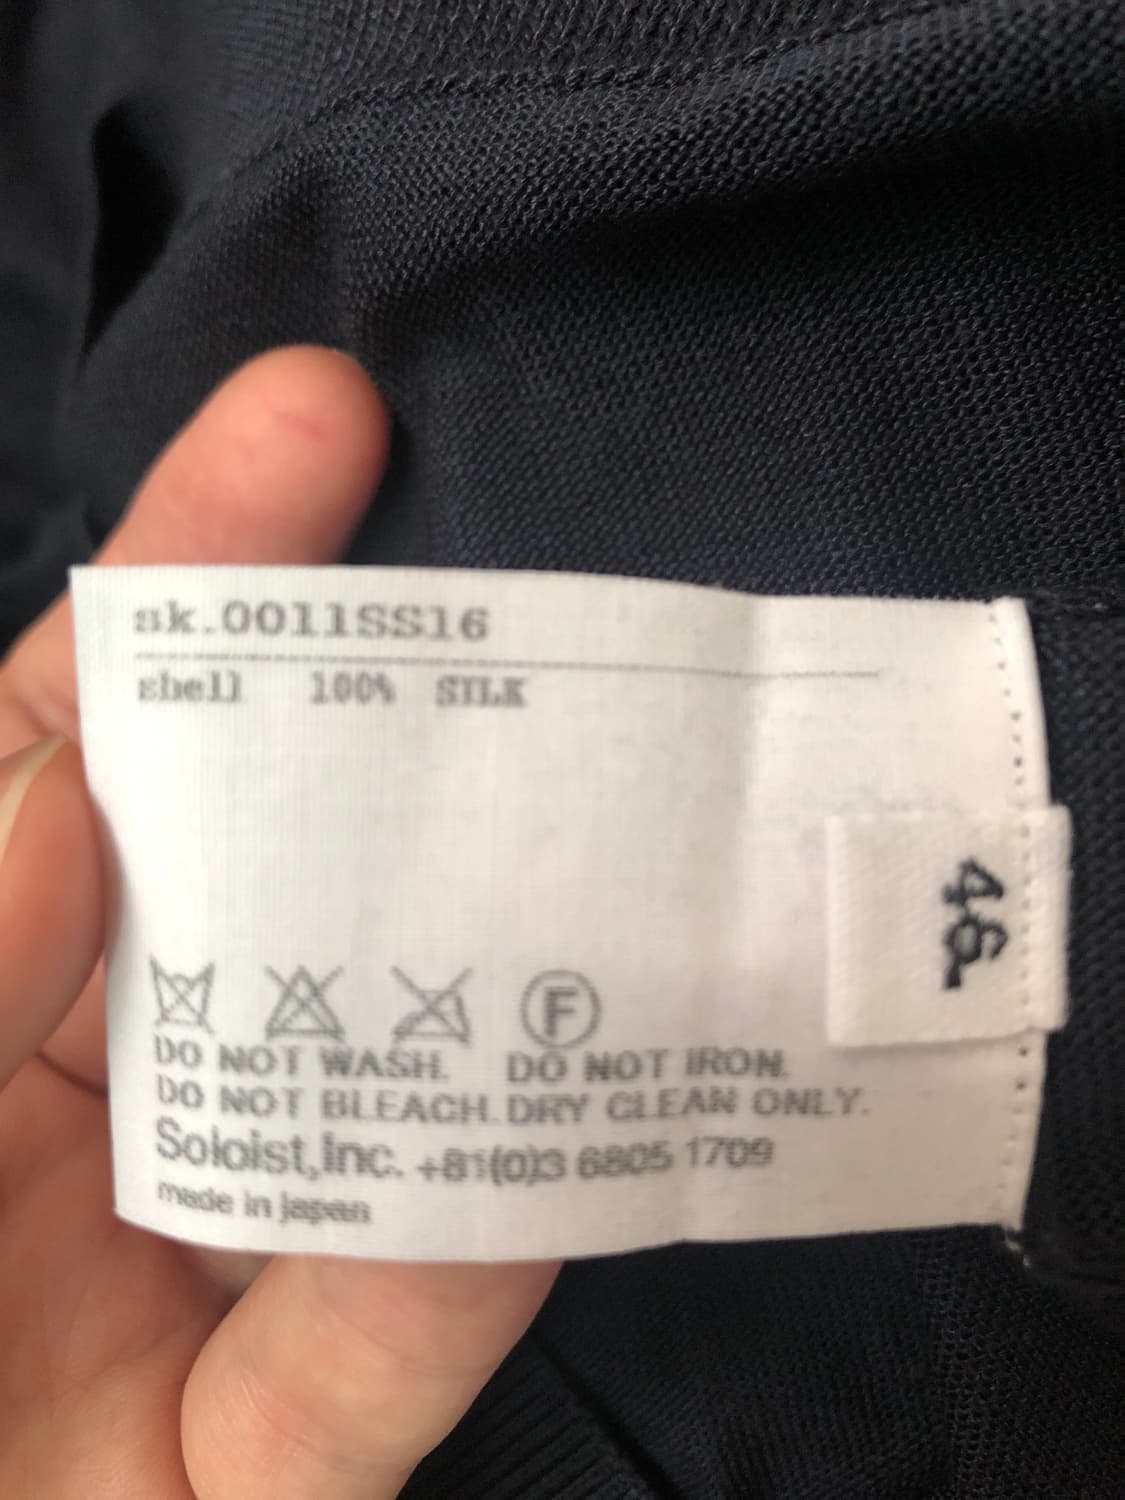 sk.0011SS16
shell 100% SILK
46
F
DO NOT WASH. DO NOT IRON.
DO NOT BLEACH. DRY CLEAN ONLY.
Soloist,Inc. +81(0)3 6805 1709
made in japan